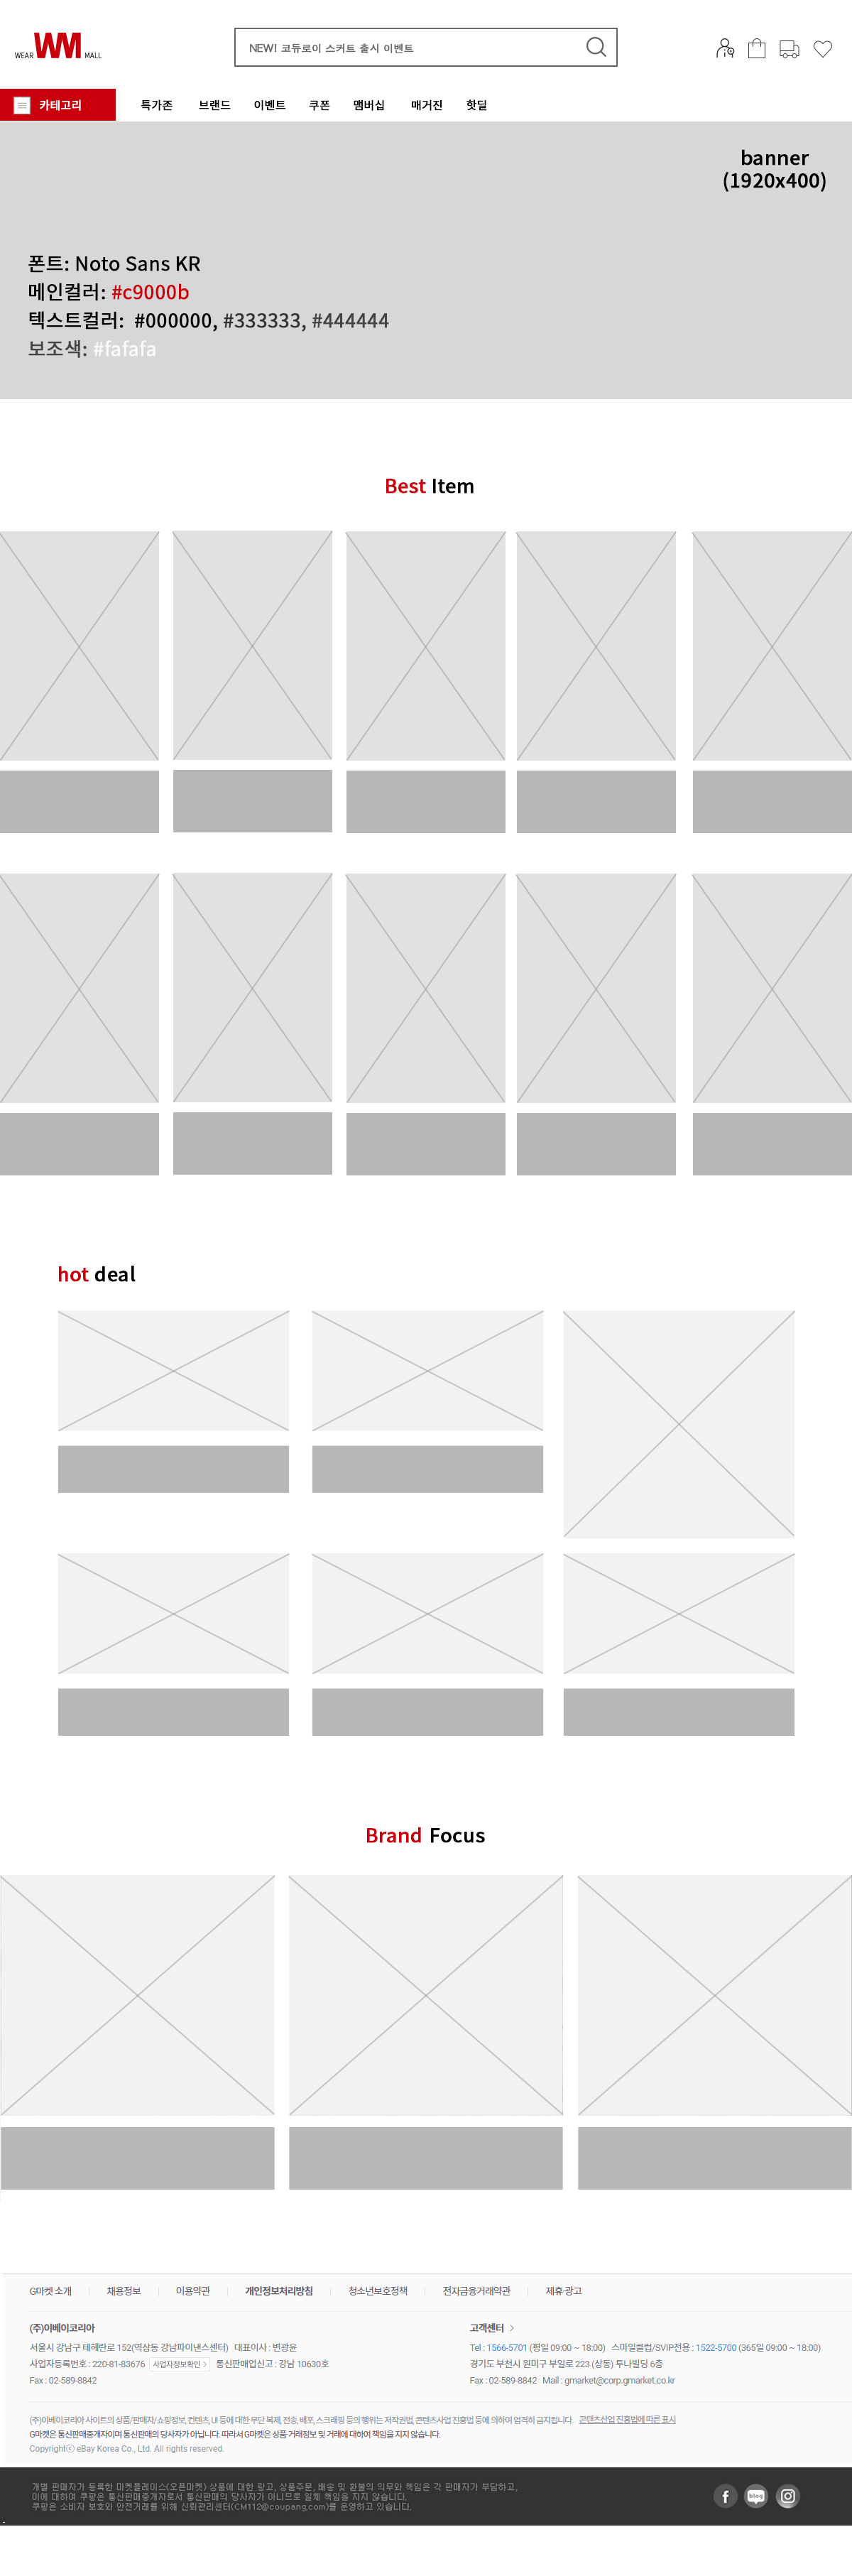 WEAR WM MALL
NEW! 코듀로이 스커트 출시 이벤트
카테고리 특가존 브랜드 이벤트 쿠폰 맴버십 매거진 핫딜
banner
(1920x400)
폰트: Noto Sans KR
메인컬러: #c9000b
텍스트컬러: #000000, #333333, #444444
보조색: #fafafa
Best Item
hot deal
Brand Focus
G마켓 소개 채용정보 이용약관 개인정보처리방침 청소년보호정책 전자금융거래약관 제휴·광고
(주)이베이코리아
서울시 강남구 테헤란로 152(역삼동 강남파이낸스센터) 대표이사 : 변광윤
사업자등록번호 : 220-81-83676 사업자정보확인 > 통신판매업신고 : 강남 10630호
Fax : 02-589-8842
고객센터 >
Tel : 1566-5701 (평일 09:00 ~ 18:00) 스마일클럽/SVIP전용 : 1522-5700 (365일 09:00 ~ 18:00)
경기도 부천시 원미구 부일로 223 (상동) 투나빌딩 6층
Fax : 02-589-8842 Mail : gmarket@corp.gmarket.co.kr
(주)이베이코리아 사이트의 상품/판매자/쇼핑정보, 컨텐츠, UI 등에 대한 무단 복제, 전송, 배포, 스크래핑 등의 행위는 저작권법, 콘텐츠사업 진흥법 등에 의하여 엄격히 금지됩니다. 콘텐츠산업 진흥법에 따른 표시
G마켓은 통신판매중개자이며 통신판매의 당사자가 아닙니다. 따라서 G마켓은 상품·거래정보 및 거래에 대하여 책임을 지지 않습니다.
Copyrightⓒ eBay Korea Co., Ltd. All rights reserved.
개별 판매자가 등록한 마켓플레이스(오픈마켓) 상품에 대한 광고, 상품주문, 배송 및 환불의 의무와 책임은 각 판매자가 부담하고,
이에 대하여 쿠팡은 통신판매중개자로서 통신판매의 당사자가 아니므로 일체 책임을 지지 않습니다.
쿠팡은 소비자 보호와 안전거래를 위해 신뢰관리센터(CM112@coupang.com)를 운영하고 있습니다.
f blog